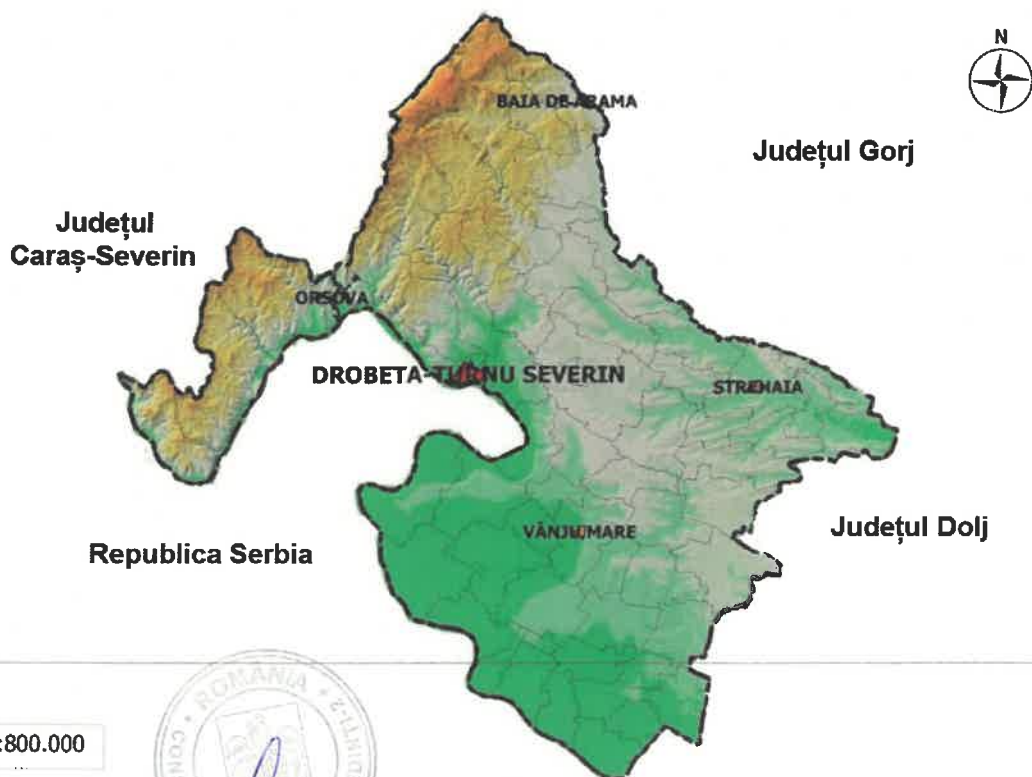 N
BAIA DE ARAMA
Județul Gorj
Județul
Caraș-Severin
ORȘOVA
DROBETA-TURNU SEVERIN
STREHAIA
VÂNJU MARE
Județul Dolj
Republica Serbia
ROMÂNIA
:800.000